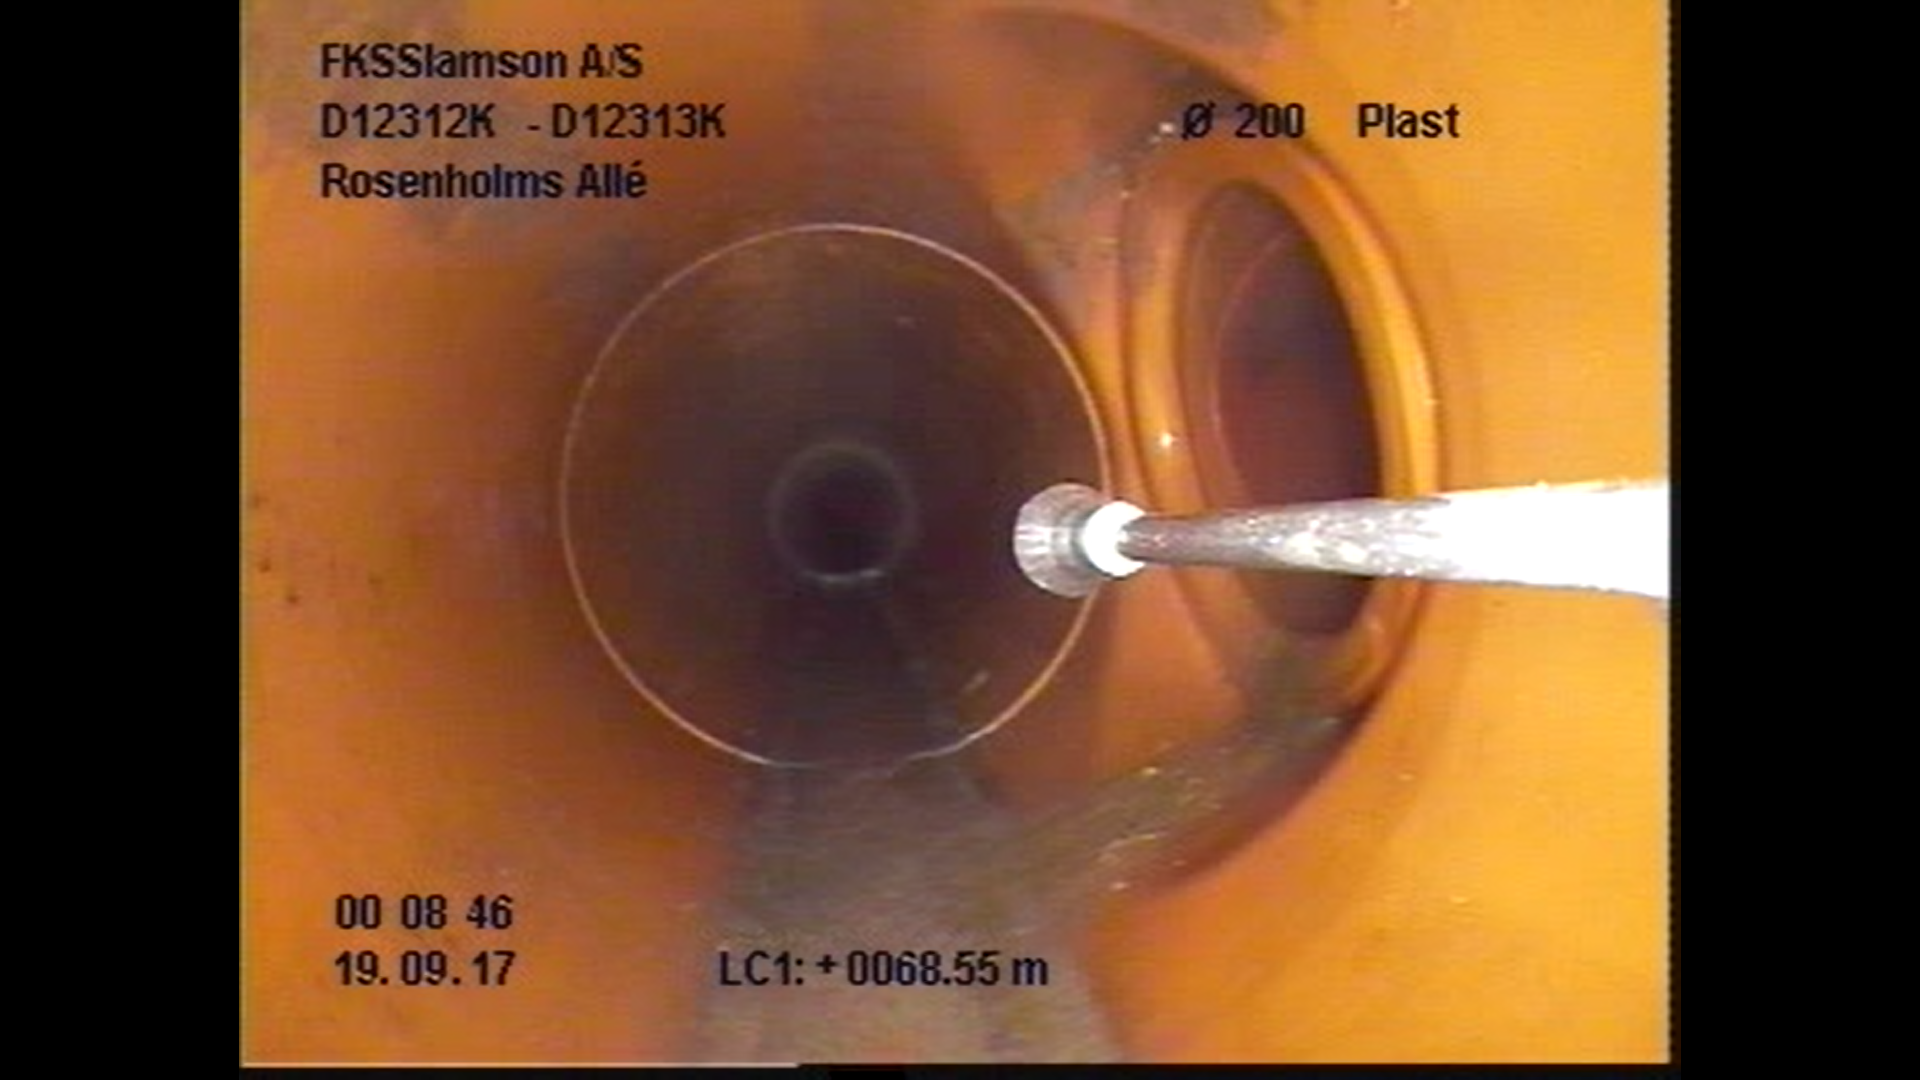 FKSSlamson A/S
D12312K - D12313K
Ø 200 Plast
Rosenholms Allé
00 08 46
19. 09. 17
LC1: + 0068.55 m